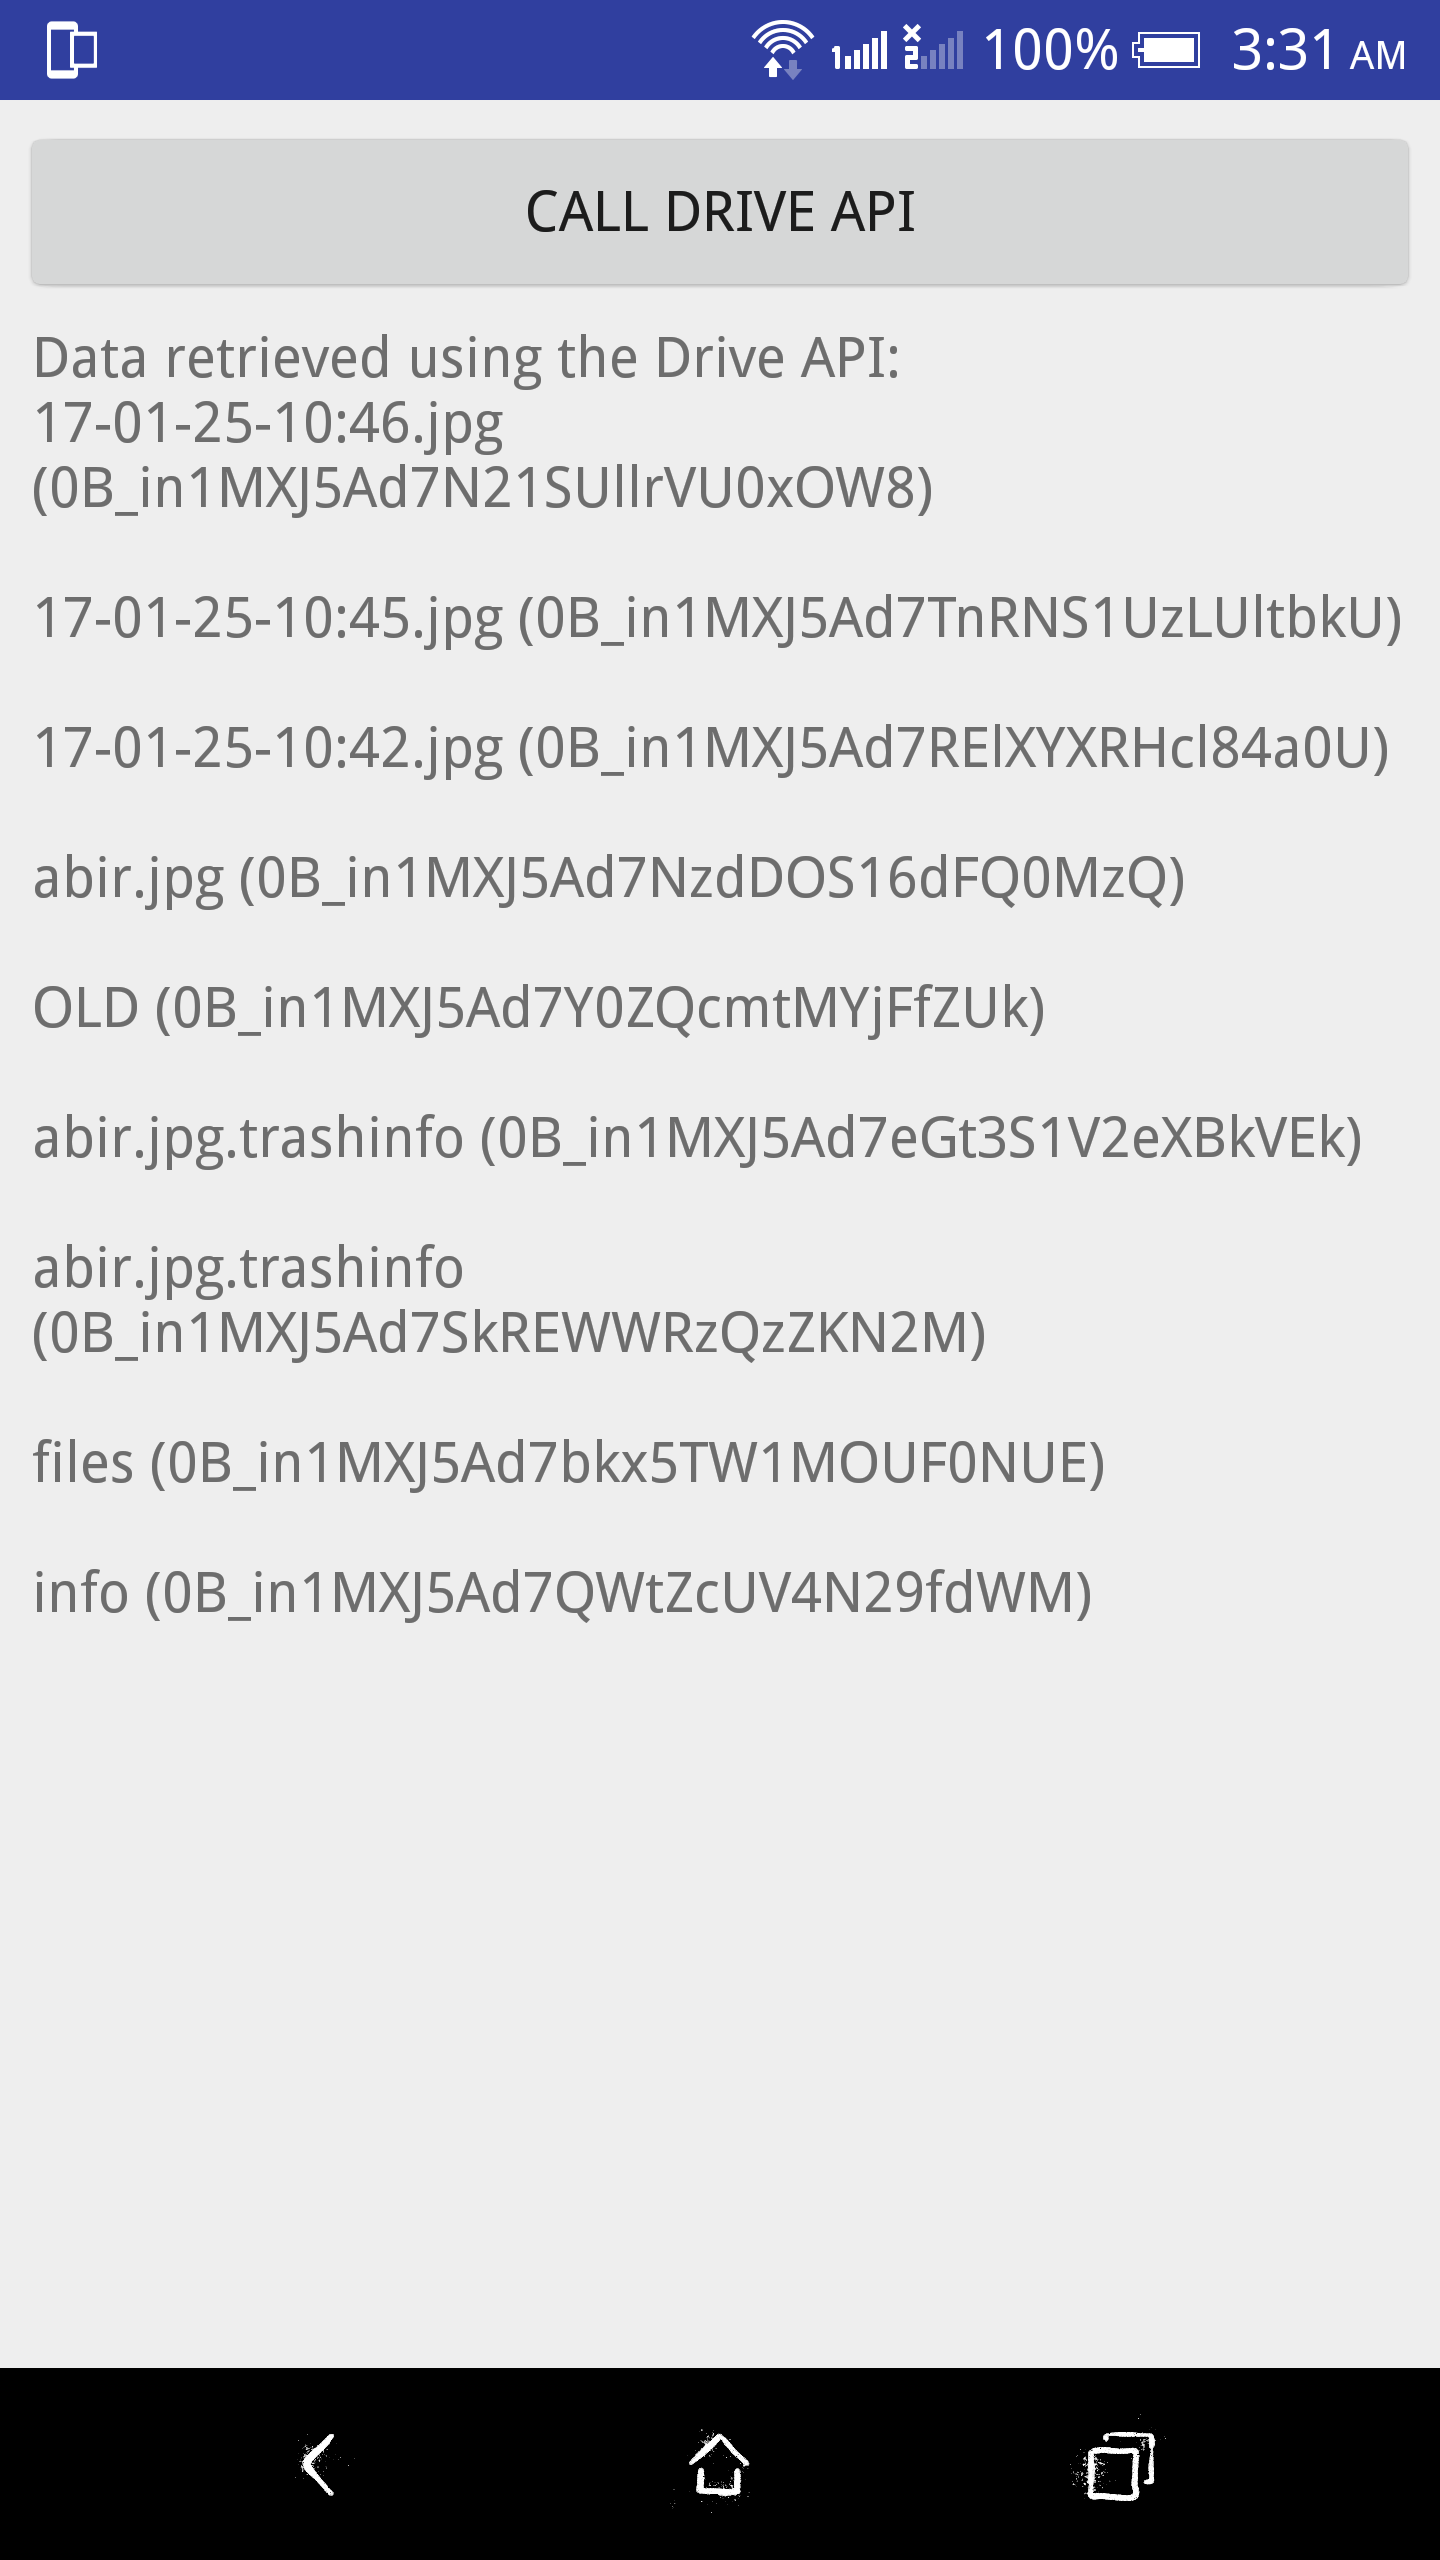 1 2 100% 3:31 AM
CALL DRIVE API
Data retrieved using the Drive API:
17-01-25-10:46.jpg
(0B_in1MXJ5Ad7N21SUllrVU0xOW8)
17-01-25-10:45.jpg (0B_in1MXJ5Ad7TnRNS1UzLUltbkU)
17-01-25-10:42.jpg (0B_in1MXJ5Ad7RElXYXRHcl84a0U)
abir.jpg (0B_in1MXJ5Ad7NzdDOS16dFQ0MzQ)
OLD (0B_in1MXJ5Ad7Y0ZQcmtMYjFfZUk)
abir.jpg.trashinfo (0B_in1MXJ5Ad7eGt3S1V2eXBkVEk)
abir.jpg.trashinfo
(0B_in1MXJ5Ad7SkREWWRzQzZKN2M)
files (0B_in1MXJ5Ad7bkx5TW1MOUF0NUE)
info (0B_in1MXJ5Ad7QWtZcUV4N29fdWM)